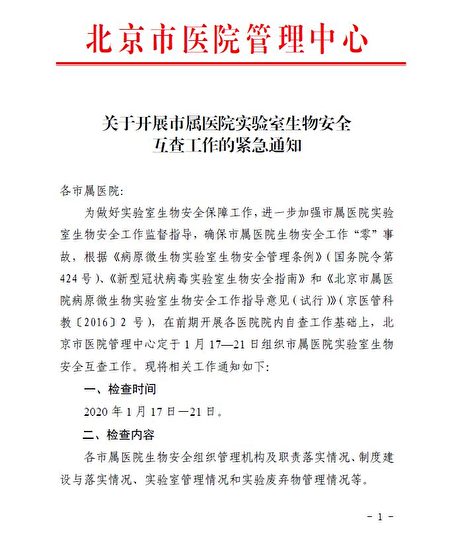 北京市医院管理中心
关于开展市属医院实验室生物安全
互查工作的紧急通知
各市属医院:
为做好实验室生物安全保障工作,进一步加强市属医院实验
室生物安全工作监督指导,确保市属医院生物安全工作“零”事
故,根据《病原微生物实验室生物安全管理条例》(国务院令第
424号)、《新型冠状病毒实验室生物安全指南》和《北京市属医
院病原微生物实验室生物安全工作指导意见(试行)》(京医管科
教〔2016〕2号),在前期开展各医院院内自查工作基础上,北
京市医院管理中心定于1月17—21日组织市属医院实验室生物
安全互查工作。现将相关工作通知如下:
一、检查时间
2020年1月17日—21日。
二、检查内容
各市属医院生物安全组织管理机构及职责落实情况、制度建
设与落实情况、实验室管理情况和实验废弃物管理情况等。
- 1 -